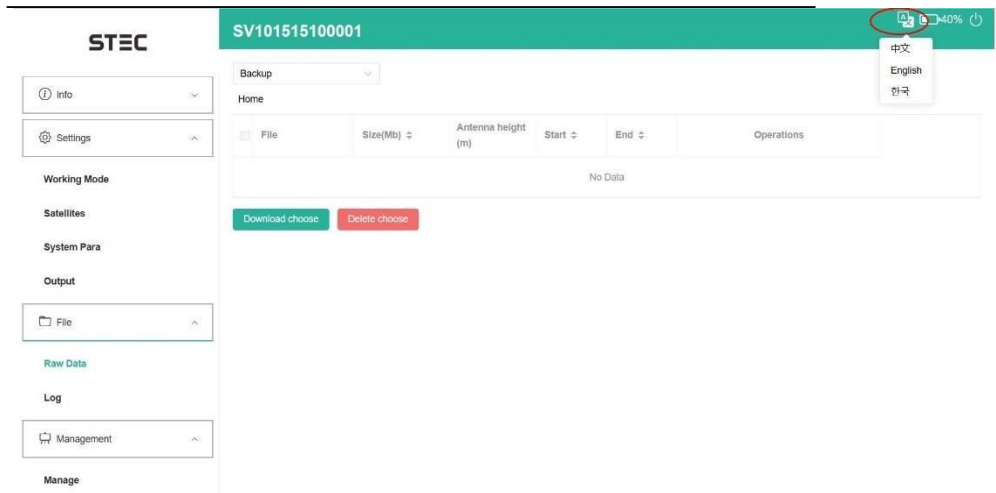 STEC
SV101515100001
40%
中文
English
한국
Info
Settings
Working Mode
Satellites
System Para
Output
File
Raw Data
Log
Management
Manage
Backup
Home
File Size(Mb) Antenna height (m) Start End Operations
No Data
Download choose Delete choose